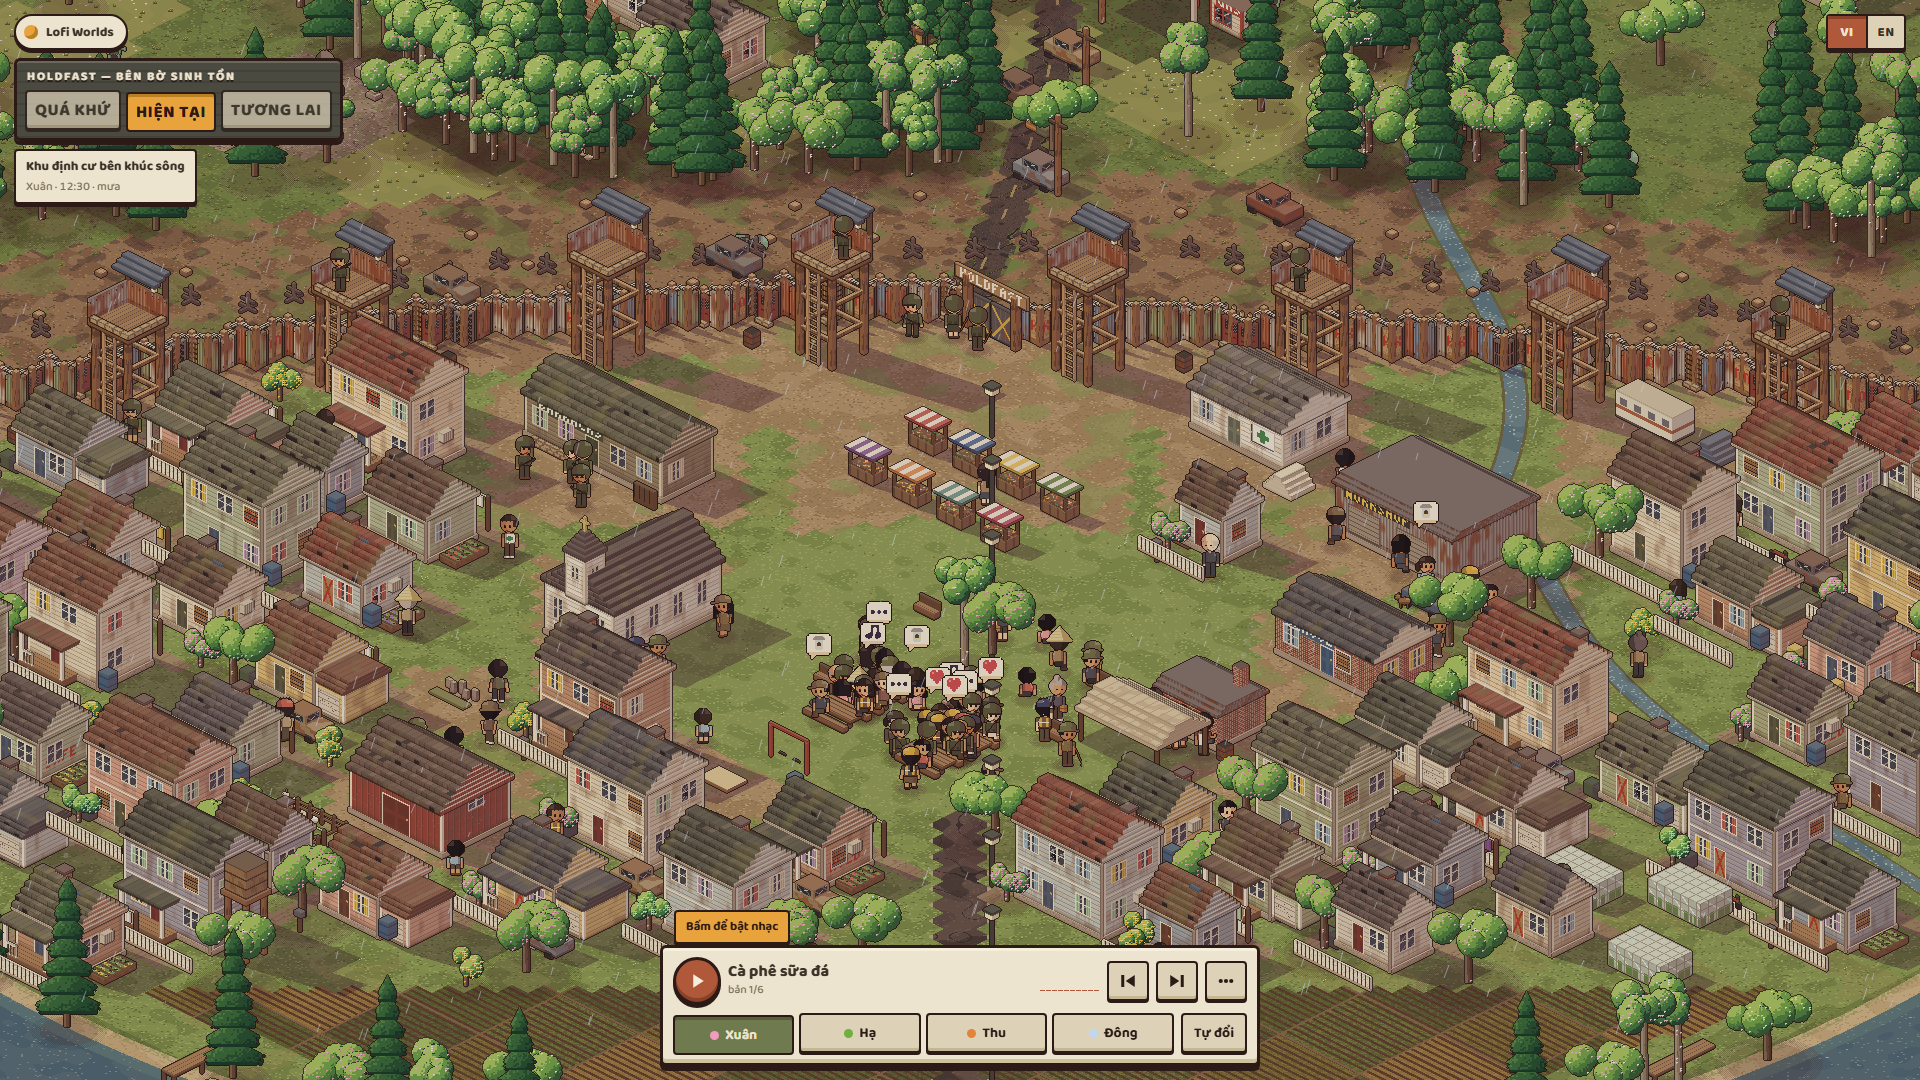 Lofi Worlds
VI
EN
HOLDFAST — BÊN BỜ SINH TỒN
QUÁ KHỨ
HIỆN TẠI
TƯƠNG LAI
Khu định cư bên khúc sông
Xuân · 12:30 · mưa
HOLDFAST
WORKSHOP
Bấm để bật nhạc
Cà phê sữa đá
bản 1/6
Xuân
Hạ
Thu
Đông
Tự đổi